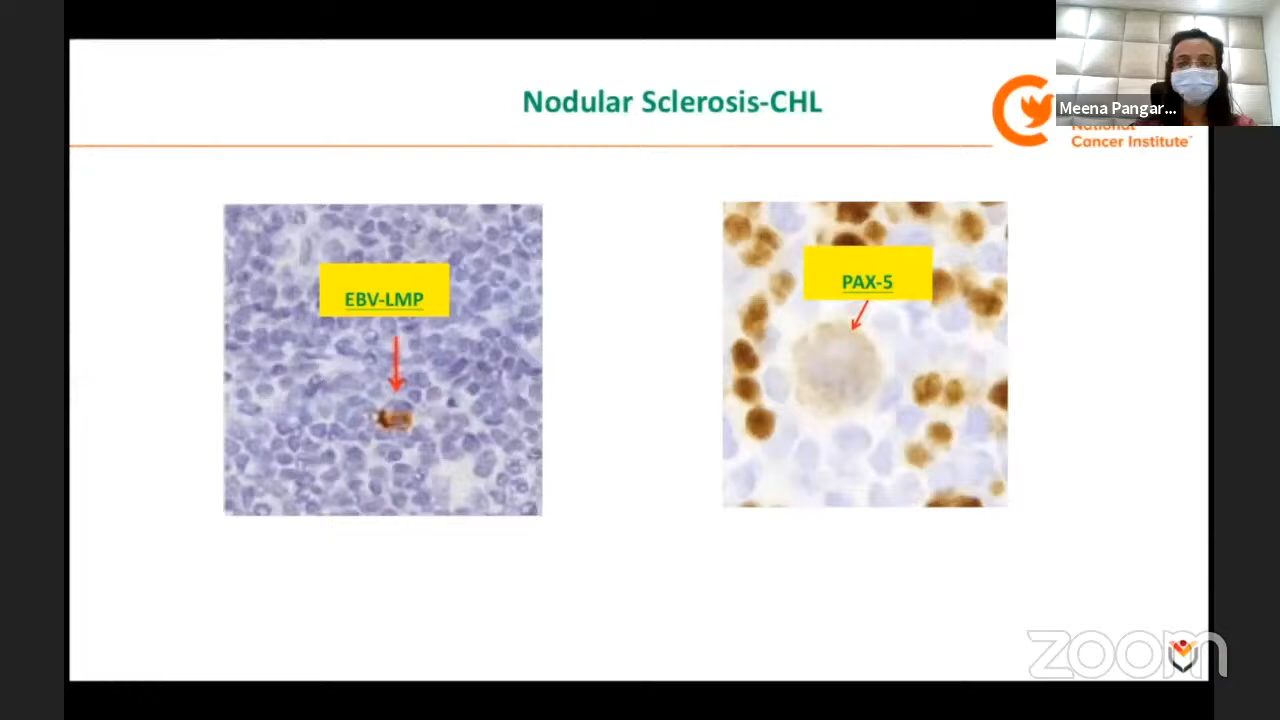 Nodular Sclerosis-CHL
Meena Pangar...
National
Cancer Institute
EBV-LMP
PAX-5
zoom